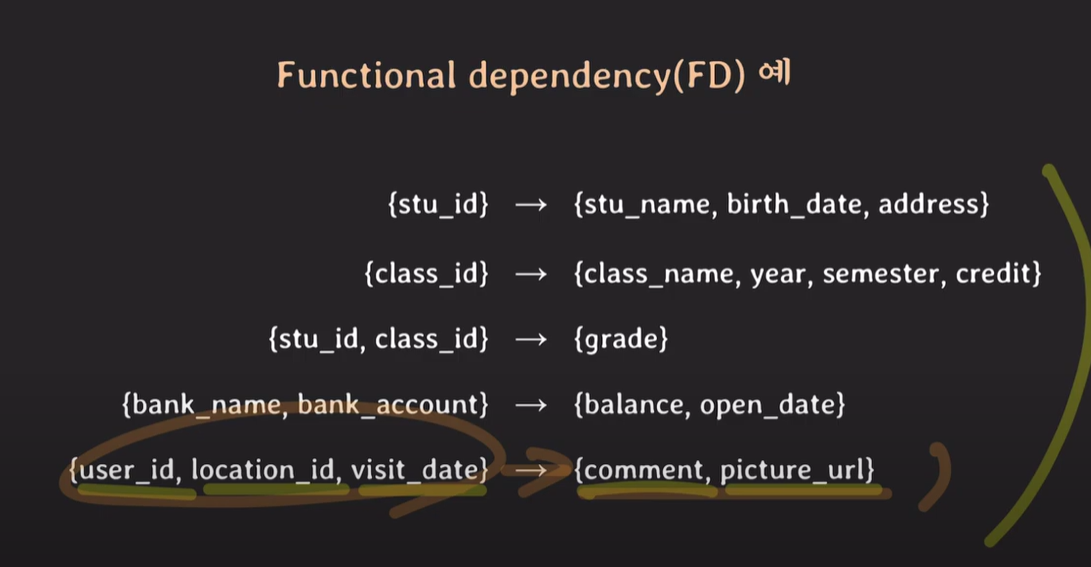 Functional dependency(FD) 예
{stu_id} → {stu_name, birth_date, address}
{class_id} → {class_name, year, semester, credit}
{stu_id, class_id} → {grade}
{bank_name, bank_account} → {balance, open_date}
{user_id, location_id, visit_date} → {comment, picture_url}